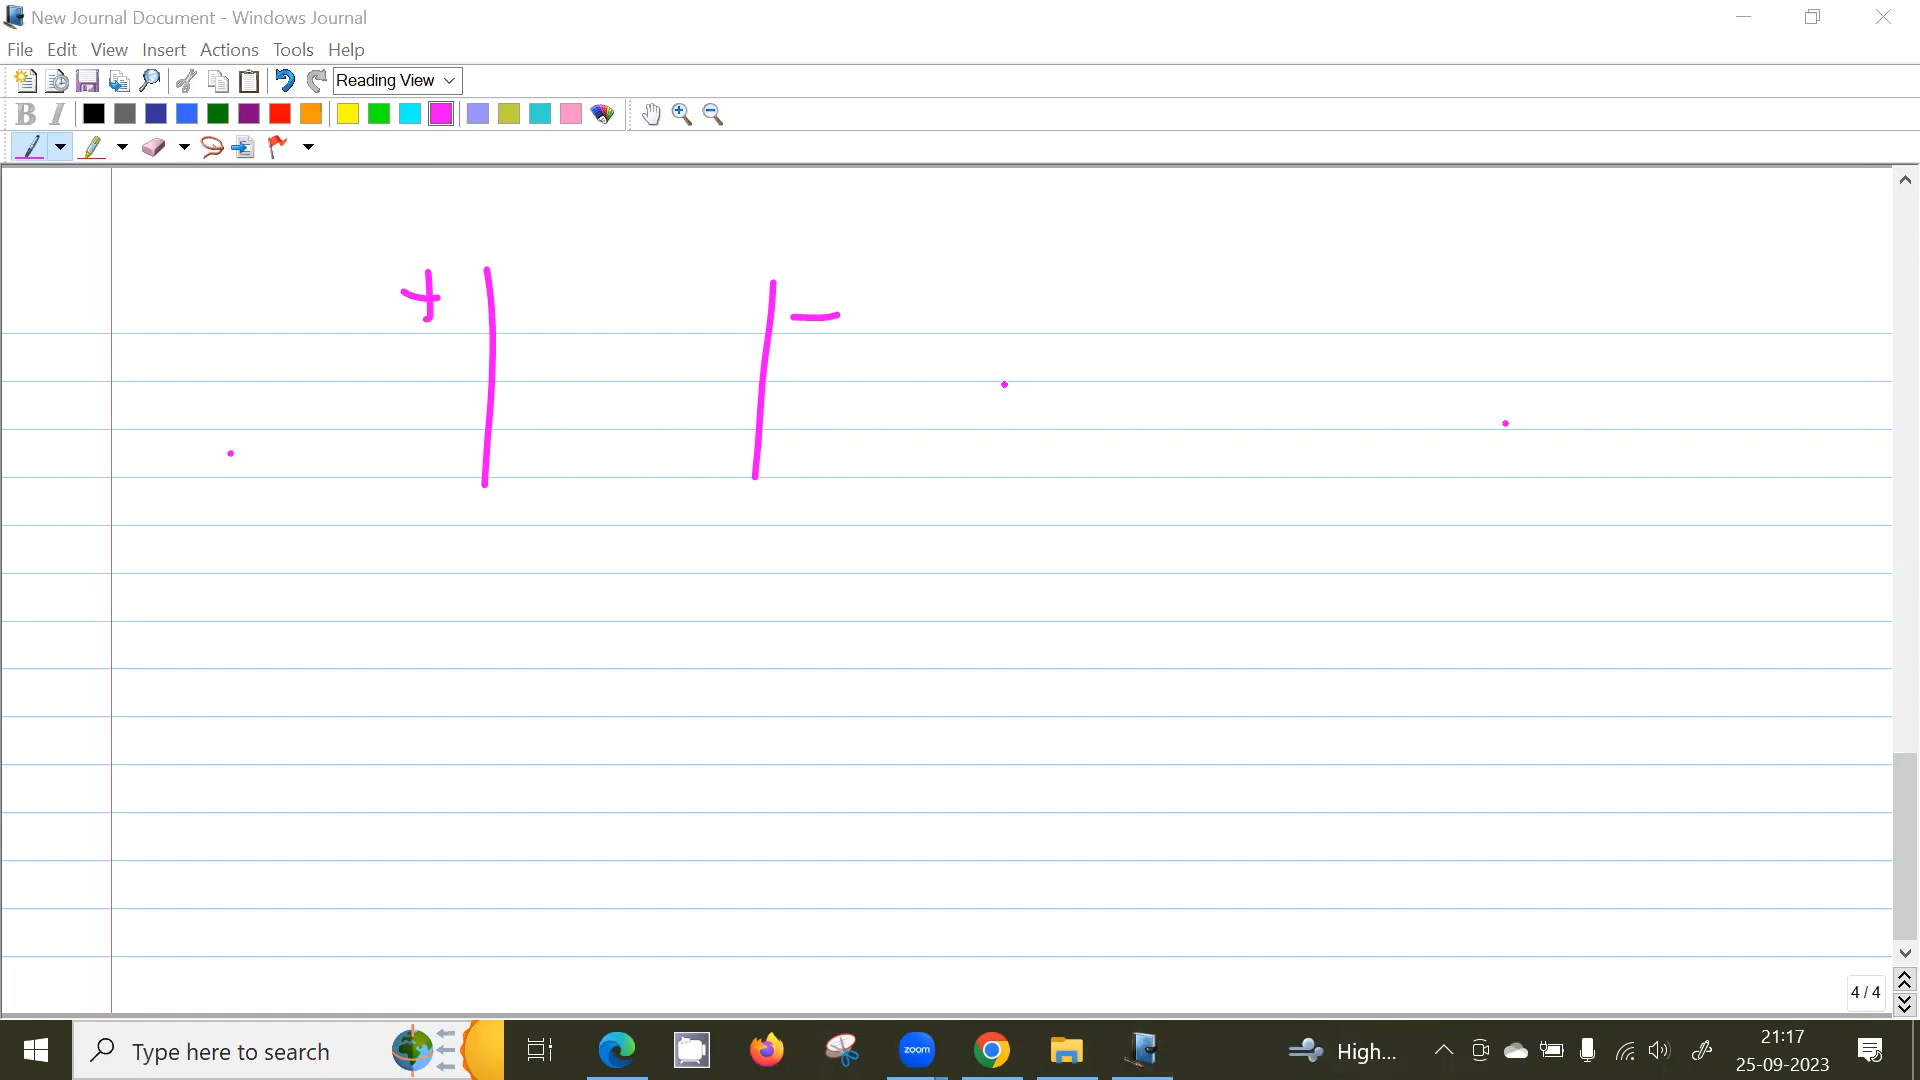 New Journal Document - Windows Journal
File Edit View Insert Actions Tools Help
Reading View
B I
+ | | −
4 / 4
Type here to search
zoom
High...
21:17
25-09-2023